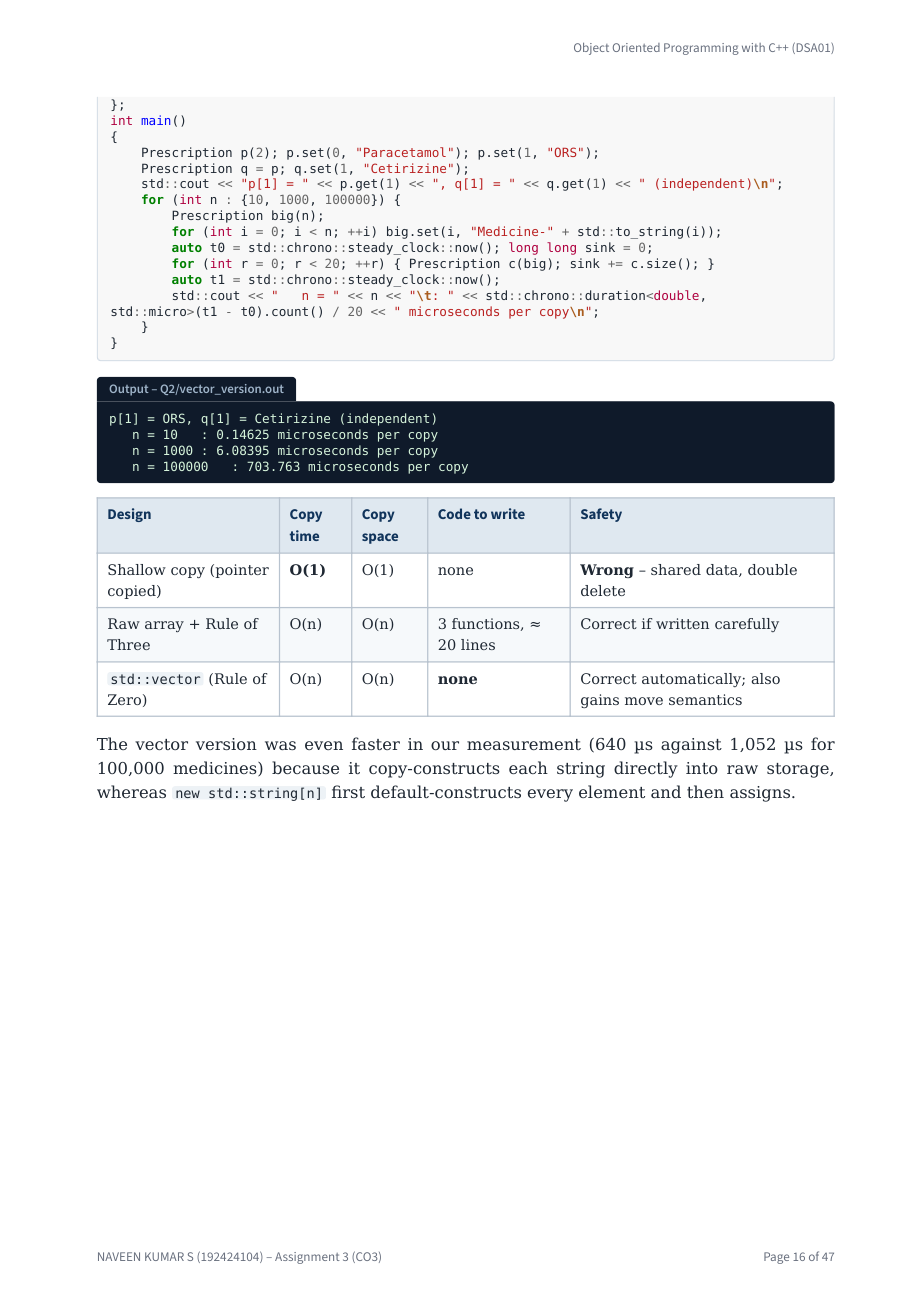 Object Oriented Programming with C++ (DSA01)
};
int main()
{
    Prescription p(2); p.set(0, "Paracetamol"); p.set(1, "ORS");
    Prescription q = p; q.set(1, "Cetirizine");
    std::cout << "p[1] = " << p.get(1) << ", q[1] = " << q.get(1) << " (independent)\n";
    for (int n : {10, 1000, 100000}) {
        Prescription big(n);
        for (int i = 0; i < n; ++i) big.set(i, "Medicine-" + std::to_string(i));
        auto t0 = std::chrono::steady_clock::now(); long long sink = 0;
        for (int r = 0; r < 20; ++r) { Prescription c(big); sink += c.size(); }
        auto t1 = std::chrono::steady_clock::now();
        std::cout << "   n = " << n << "\t: " << std::chrono::duration<double,
std::micro>(t1 - t0).count() / 20 << " microseconds per copy\n";
    }
}
Output – Q2/vector_version.out
p[1] = ORS, q[1] = Cetirizine (independent)
   n = 10   : 0.14625 microseconds per copy
   n = 1000 : 6.08395 microseconds per copy
   n = 100000   : 703.763 microseconds per copy
Design Copy time Copy space Code to write Safety
Shallow copy (pointer copied) O(1) O(1) none Wrong – shared data, double delete
Raw array + Rule of Three O(n) O(n) 3 functions, ≈ 20 lines Correct if written carefully
std::vector (Rule of Zero) O(n) O(n) none Correct automatically; also gains move semantics
The vector version was even faster in our measurement (640 µs against 1,052 µs for
100,000 medicines) because it copy-constructs each string directly into raw storage,
whereas new std::string[n] first default-constructs every element and then assigns.
NAVEEN KUMAR S (192424104) – Assignment 3 (CO3)
Page 16 of 47